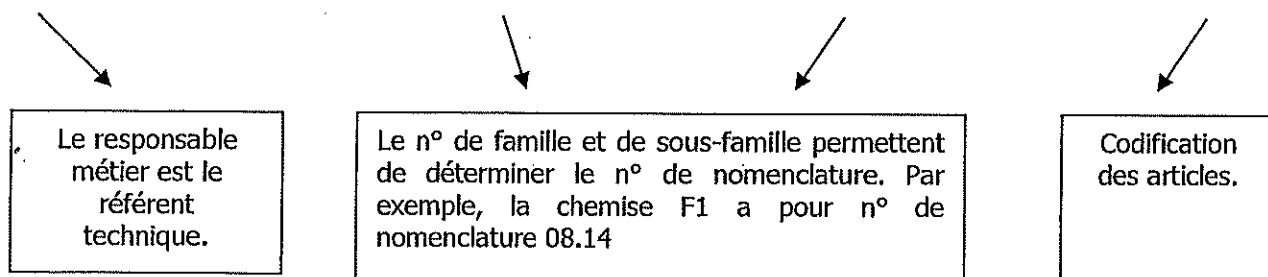 Le responsable
métier est le
référent
technique.
Le n° de famille et de sous-famille permettent
de déterminer le n° de nomenclature. Par
exemple, la chemise F1 a pour n° de
nomenclature 08.14
Codification
des articles.